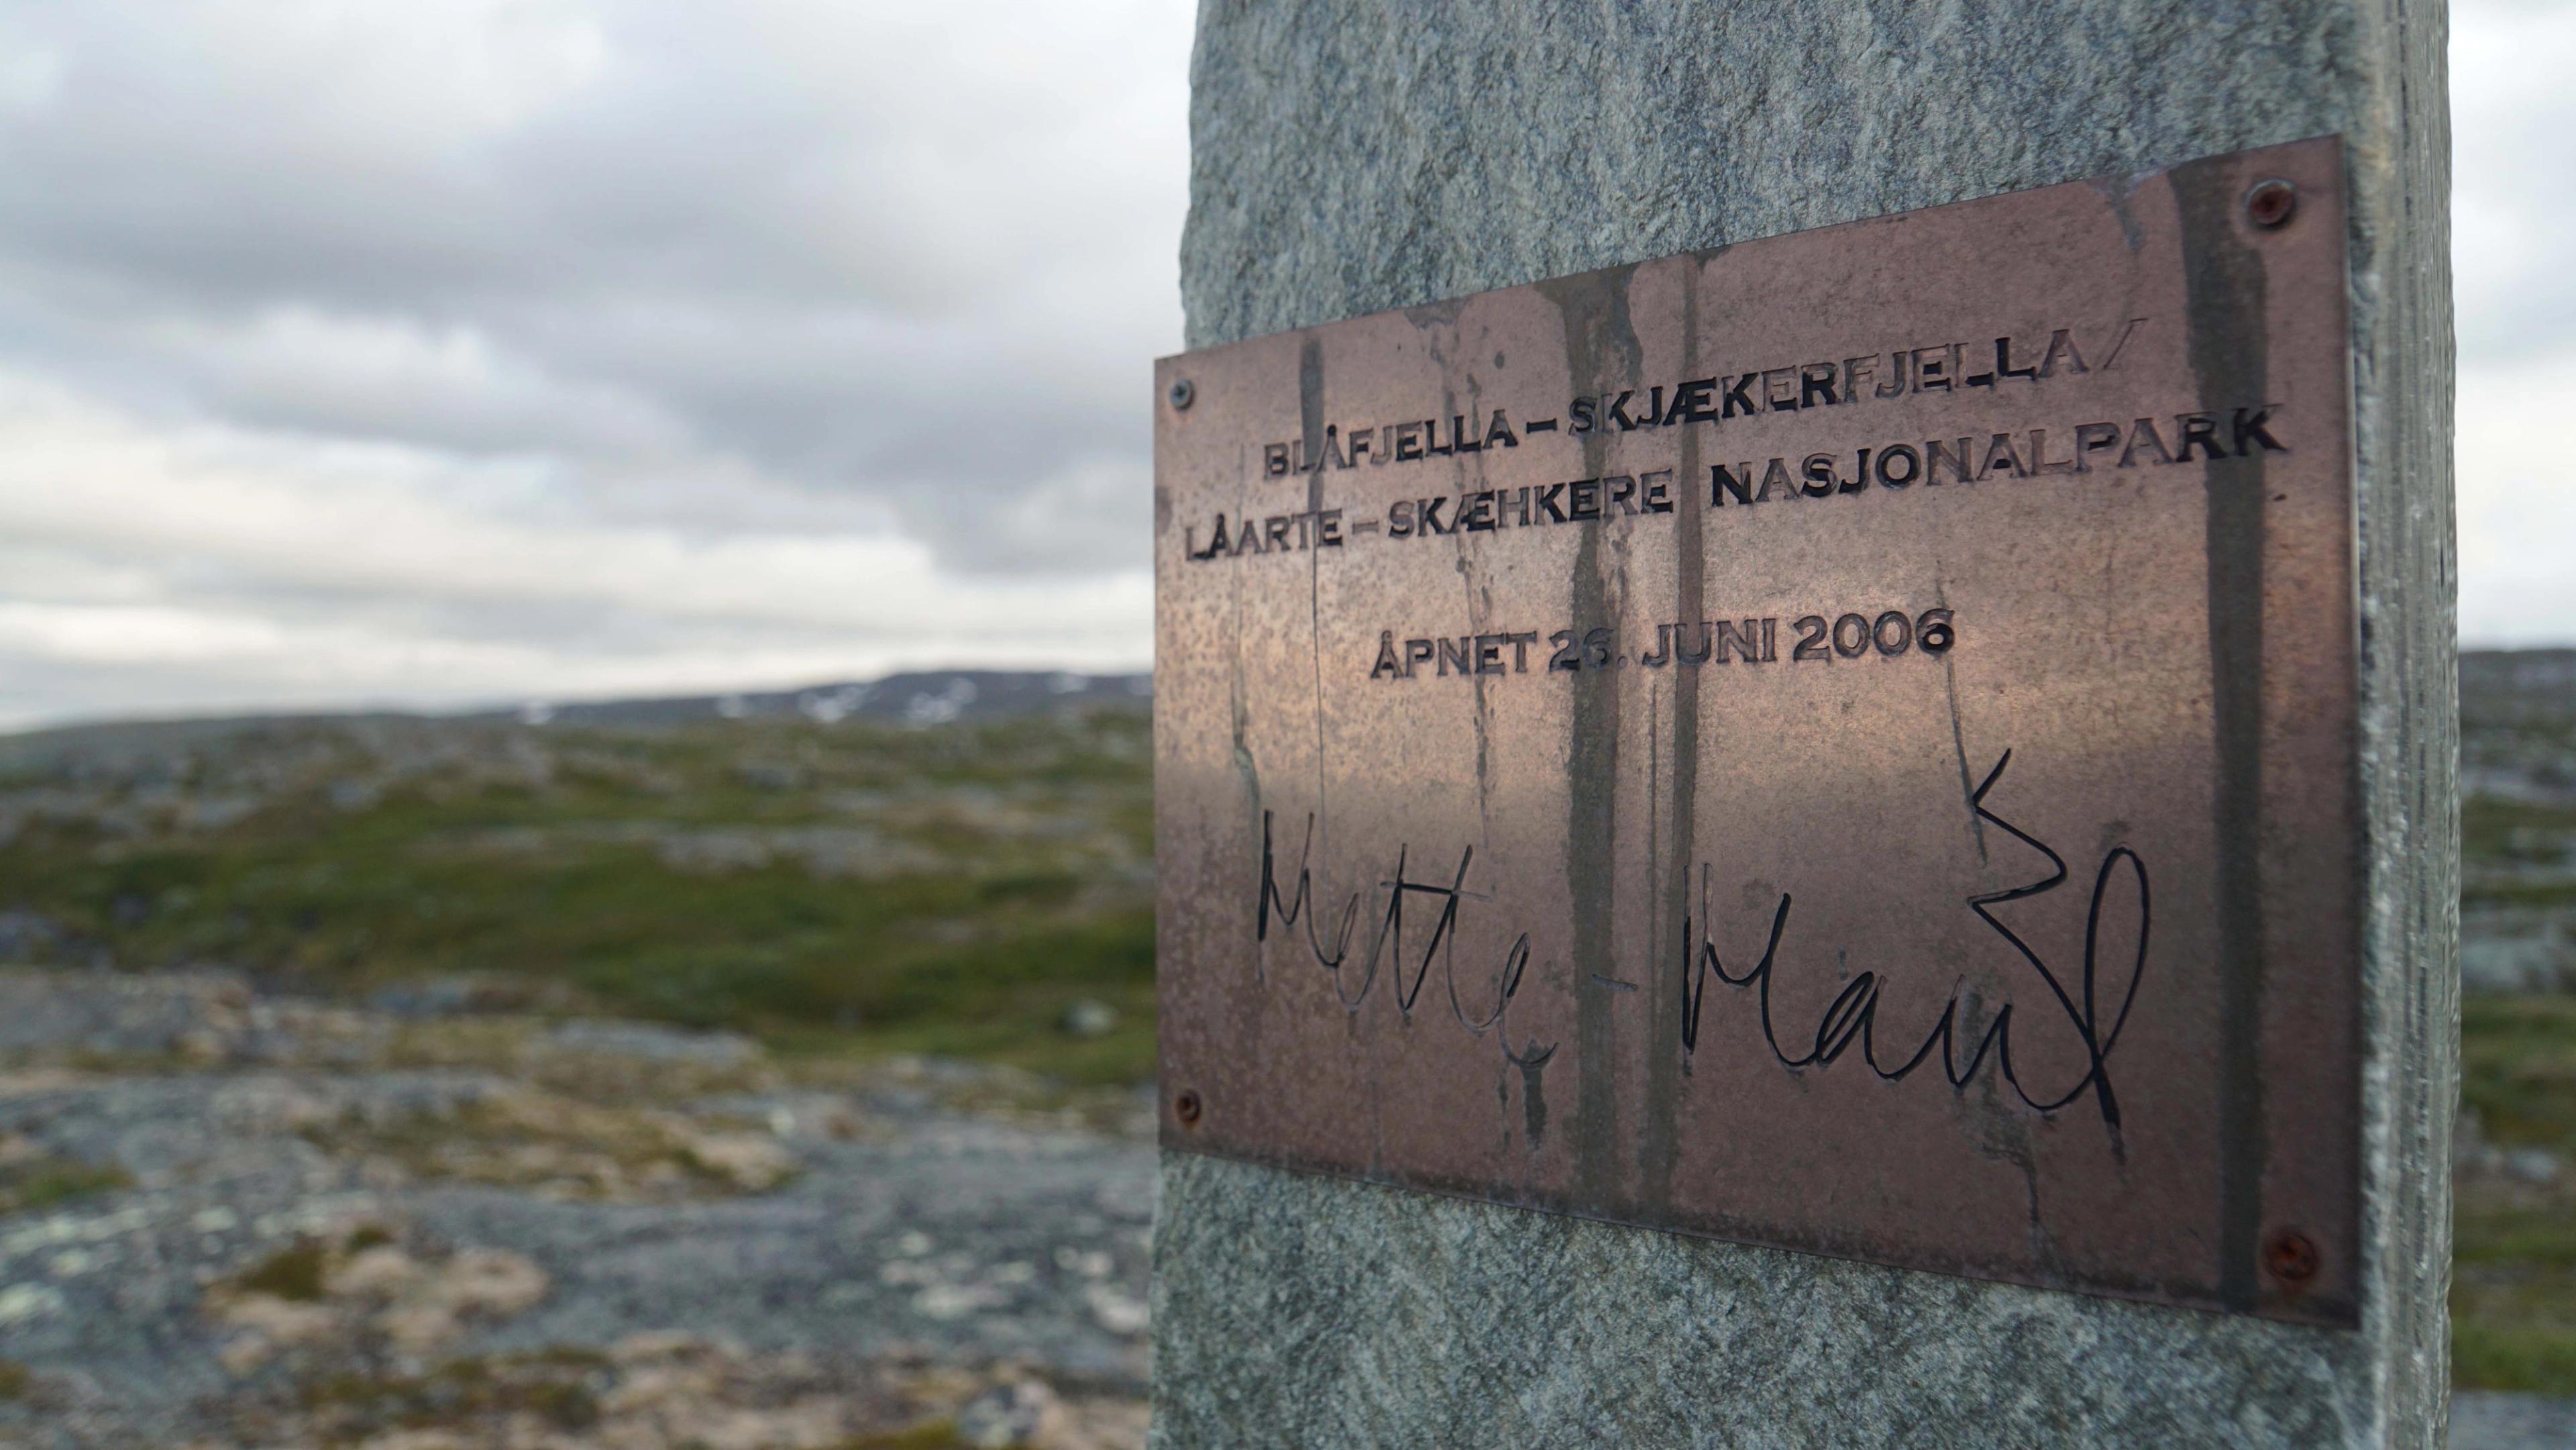 BLÅFJELLA – SKJÆKERFJELLA /
LÅARTE – SKÆHKERE NASJONALPARK
ÅPNET 26. JUNI 2006
Mette-Marit